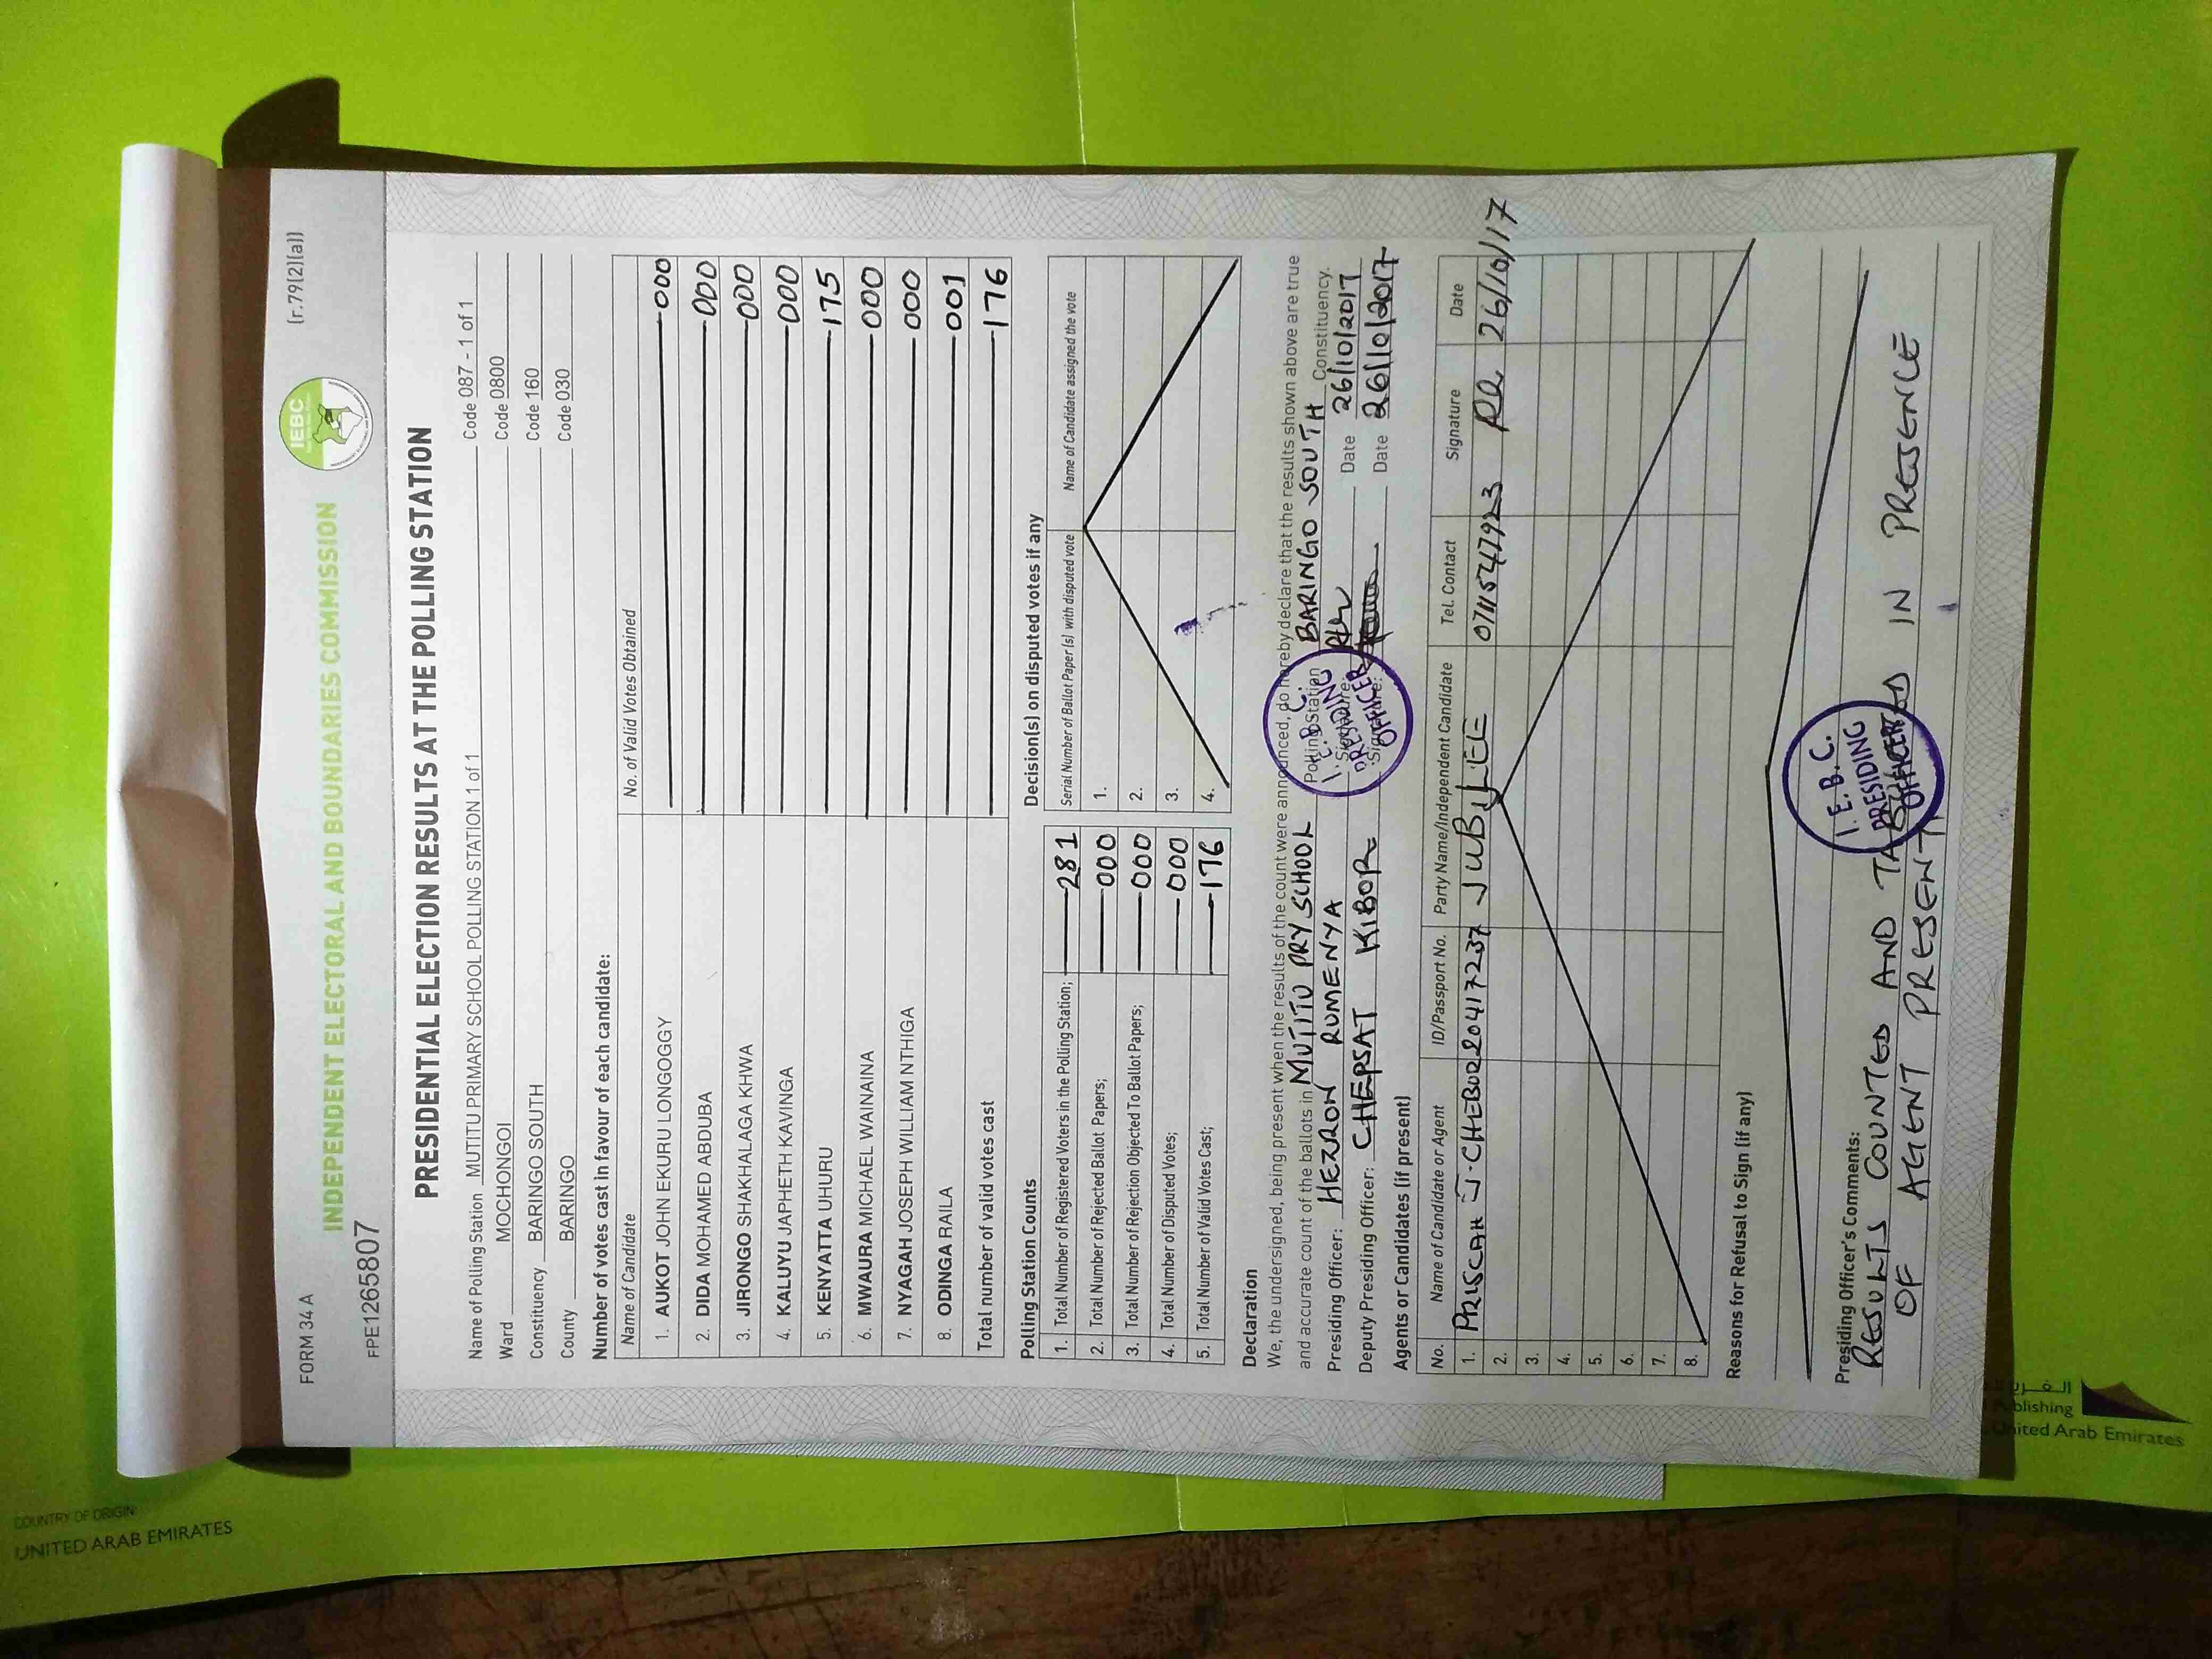 FORM 34 A
(r.79(2)(a))
IEBC
INDEPENDENT ELECTORAL AND BOUNDARIES COMMISSION
FPE1265807
PRESIDENTIAL ELECTION RESULTS AT THE POLLING STATION
Name of Polling Station MUTITU PRIMARY SCHOOL POLLING STATION 1 of 1 Code 087 - 1 of 1
Ward MOCHONGOI Code 0800
Constituency BARINGO SOUTH Code 160
County BARINGO Code 030
Number of votes cast in favour of each candidate:
Name of Candidate No. of Valid Votes Obtained
1. AUKOT JOHN EKURU LONGOGGY 000
2. DIDA MOHAMED ABDUBA 000
3. JIRONGO SHAKHALAGA KHWA 000
4. KALUYU JAPHETH KAVINGA 000
5. KENYATTA UHURU 175
6. MWAURA MICHAEL WAINAINA 000
7. NYAGAH JOSEPH WILLIAM NTHIGA 000
8. ODINGA RAILA 001
Total number of valid votes cast 176
Polling Station Counts
1. Total Number of Registered Voters in the Polling Station; 281
2. Total Number of Rejected Ballot Papers; 000
3. Total Number of Rejection Objected To Ballot Papers; 000
4. Total Number of Disputed Votes; 000
5. Total Number of Valid Votes Cast; 176
Decision(s) on disputed votes if any
Serial Number of Ballot Paper (s) with disputed vote Name of Candidate assigned the vote
1.
2.
3.
4.
Declaration
We, the undersigned, being present when the results of the count were announced, do hereby declare that the results shown above are true
and accurate count of the ballots in MUTITU PRY SCHOOL Polling Station BARINGO SOUTH Constituency.
Presiding Officer: HEZRON RUMENYA Signature: Date 26/10/2017
Deputy Presiding Officer: CHEPSAT KIBOR Signature: Date 26/10/2017
I.E.B.C.
PRESIDING
OFFICER
Agents or Candidates (if present)
No. Name of Candidate or Agent ID/Passport No. Party Name/Independent Candidate Tel. Contact Signature Date
1. PRISCAH J. CHEBO JUBILEE 26/10/17
2.
3.
4.
5.
6.
7.
8.
Reasons for Refusal to Sign (if any)
Presiding Officer's Comments:
RESULTS COUNTED AND IN PRESENCE
OF AGENT PRESENT
I.E.B.C.
PRESIDING
OFFICER
COUNTRY OF ORIGIN:
UNITED ARAB EMIRATES
United Arab Emirates